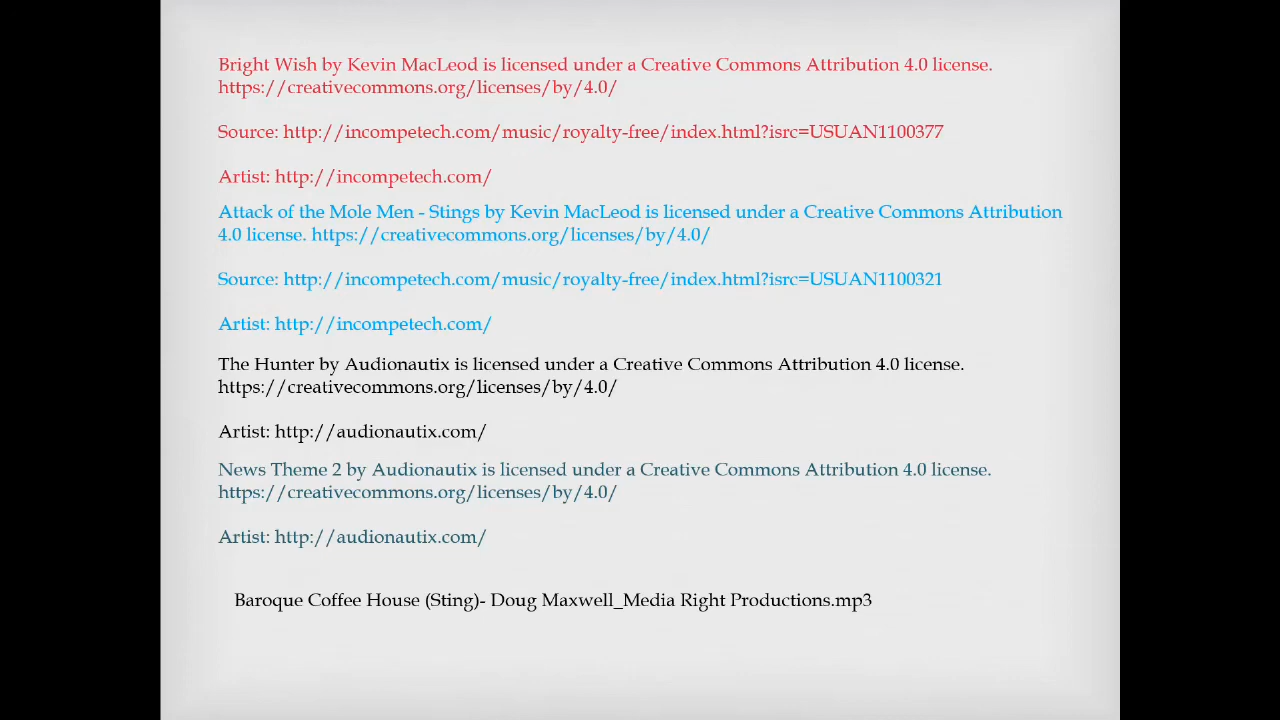 Bright Wish by Kevin MacLeod is licensed under a Creative Commons Attribution 4.0 license.
https://creativecommons.org/licenses/by/4.0/
Source: http://incompetech.com/music/royalty-free/index.html?isrc=USUAN1100377
Artist: http://incompetech.com/
Attack of the Mole Men - Stings by Kevin MacLeod is licensed under a Creative Commons Attribution
4.0 license. https://creativecommons.org/licenses/by/4.0/
Source: http://incompetech.com/music/royalty-free/index.html?isrc=USUAN1100321
Artist: http://incompetech.com/
The Hunter by Audionautix is licensed under a Creative Commons Attribution 4.0 license.
https://creativecommons.org/licenses/by/4.0/
Artist: http://audionautix.com/
News Theme 2 by Audionautix is licensed under a Creative Commons Attribution 4.0 license.
https://creativecommons.org/licenses/by/4.0/
Artist: http://audionautix.com/
Baroque Coffee House (Sting)- Doug Maxwell_Media Right Productions.mp3